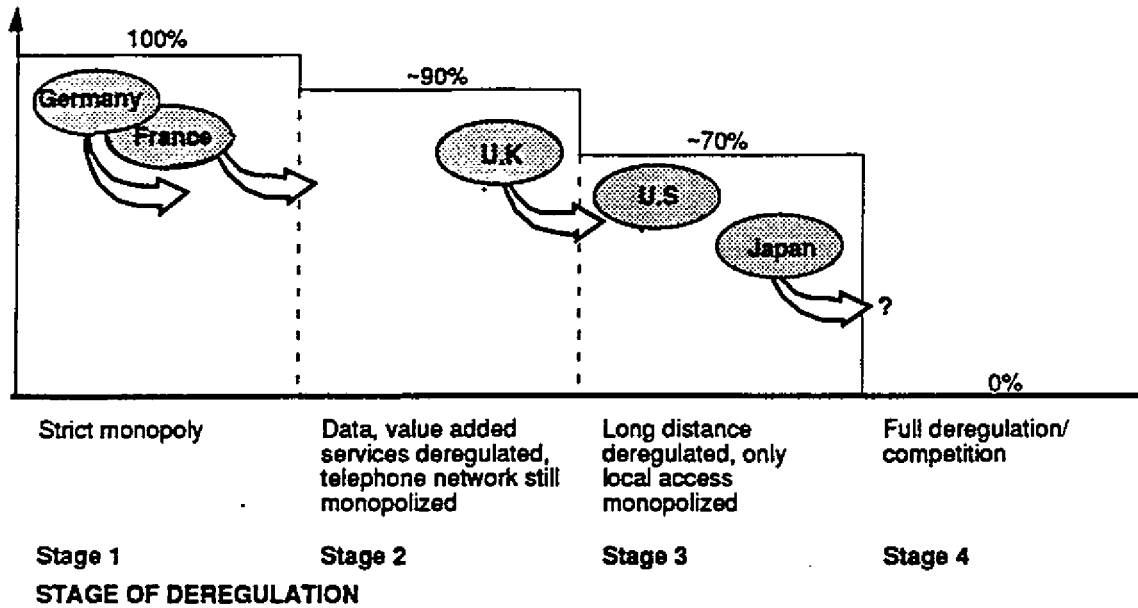 100%
~90%
~70%
Germany
France
U.K
U.S
Japan
?
0%
Strict monopoly
Data, value added
services deregulated,
telephone network still
monopolized
Long distance
deregulated, only
local access
monopolized
Full deregulation/
competition
Stage 1
Stage 2
Stage 3
Stage 4
STAGE OF DEREGULATION